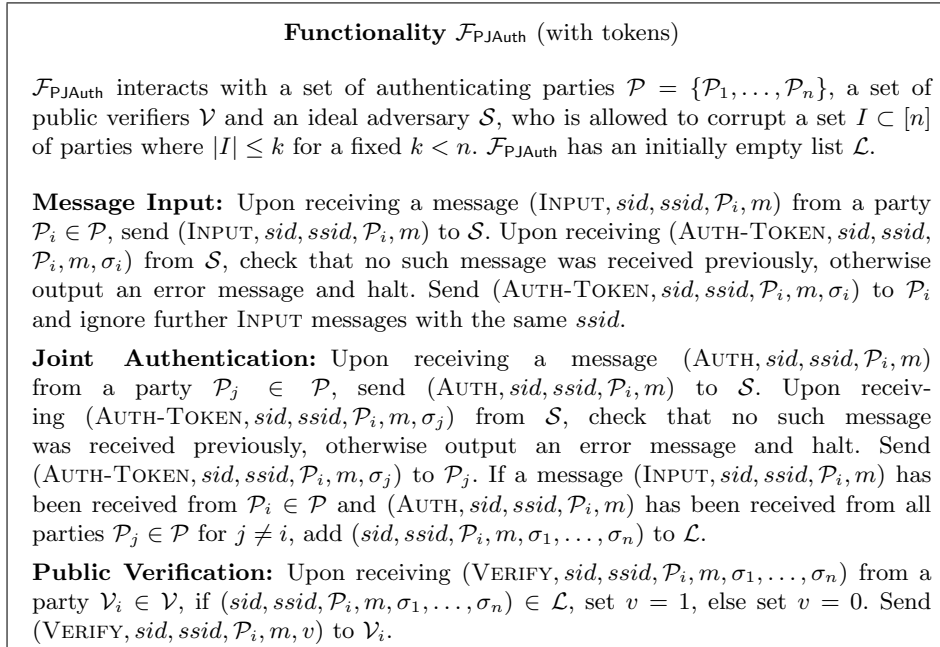 Functionality F_PJAuth (with tokens)
F_PJAuth interacts with a set of authenticating parties P = {P_1, . . . , P_n}, a set of
public verifiers V and an ideal adversary S, who is allowed to corrupt a set I ⊂ [n]
of parties where |I| ≤ k for a fixed k < n. F_PJAuth has an initially empty list L.
Message Input: Upon receiving a message (INPUT, sid, ssid, P_i, m) from a party
P_i ∈ P, send (INPUT, sid, ssid, P_i, m) to S. Upon receiving (AUTH-TOKEN, sid, ssid,
P_i, m, σ_i) from S, check that no such message was received previously, otherwise
output an error message and halt. Send (AUTH-TOKEN, sid, ssid, P_i, m, σ_i) to P_i
and ignore further INPUT messages with the same ssid.
Joint Authentication: Upon receiving a message (AUTH, sid, ssid, P_i, m)
from a party P_j ∈ P, send (AUTH, sid, ssid, P_i, m) to S. Upon receiv-
ing (AUTH-TOKEN, sid, ssid, P_i, m, σ_j) from S, check that no such message
was received previously, otherwise output an error message and halt. Send
(AUTH-TOKEN, sid, ssid, P_i, m, σ_j) to P_j. If a message (INPUT, sid, ssid, P_i, m) has
been received from P_i ∈ P and (AUTH, sid, ssid, P_i, m) has been received from all
parties P_j ∈ P for j ≠ i, add (sid, ssid, P_i, m, σ_1, . . . , σ_n) to L.
Public Verification: Upon receiving (VERIFY, sid, ssid, P_i, m, σ_1, . . . , σ_n) from a
party V_i ∈ V, if (sid, ssid, P_i, m, σ_1, . . . , σ_n) ∈ L, set v = 1, else set v = 0. Send
(VERIFY, sid, ssid, P_i, m, v) to V_i.